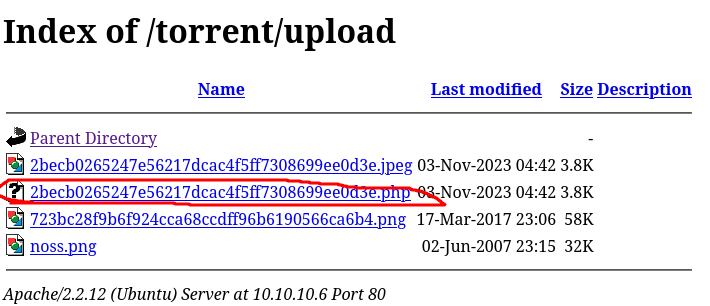 Index of /torrent/upload
Name Last modified Size Description
Parent Directory -
2becb0265247e56217dcac4f5ff7308699ee0d3e.jpeg 03-Nov-2023 04:42 3.8K
2becb0265247e56217dcac4f5ff7308699ee0d3e.php 03-Nov-2023 04:42 3.8K
723bc28f9b6f924cca68ccdff96b6190566ca6b4.png 17-Mar-2017 23:06 58K
noss.png 02-Jun-2007 23:15 32K
Apache/2.2.12 (Ubuntu) Server at 10.10.10.6 Port 80